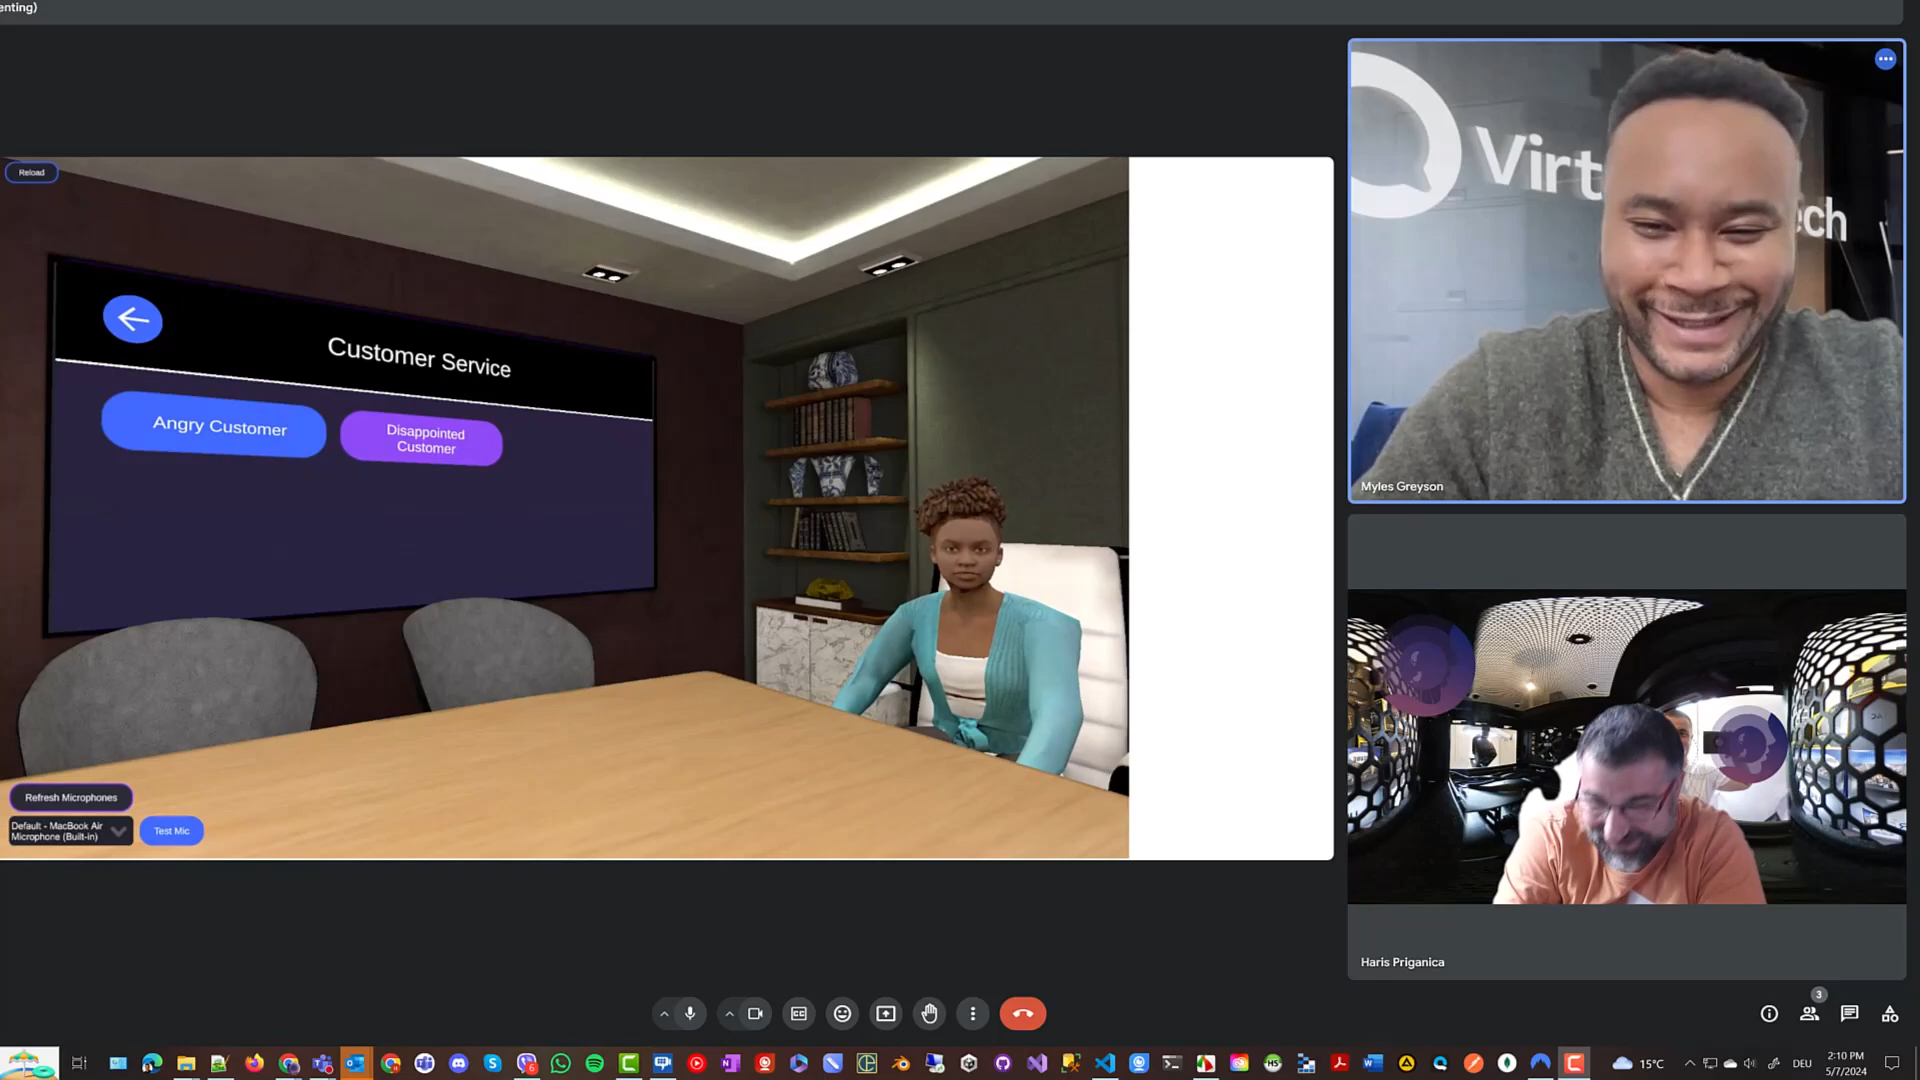 enting)
Reload
Customer Service
Angry Customer
Disappointed
Customer
Refresh Microphones
Default - MacBook Air
Microphone (Built-in)
Test Mic
Virt
ech
Myles Greyson
Haris Priganica
3
15°C
DEU
2:10 PM
5/7/2024